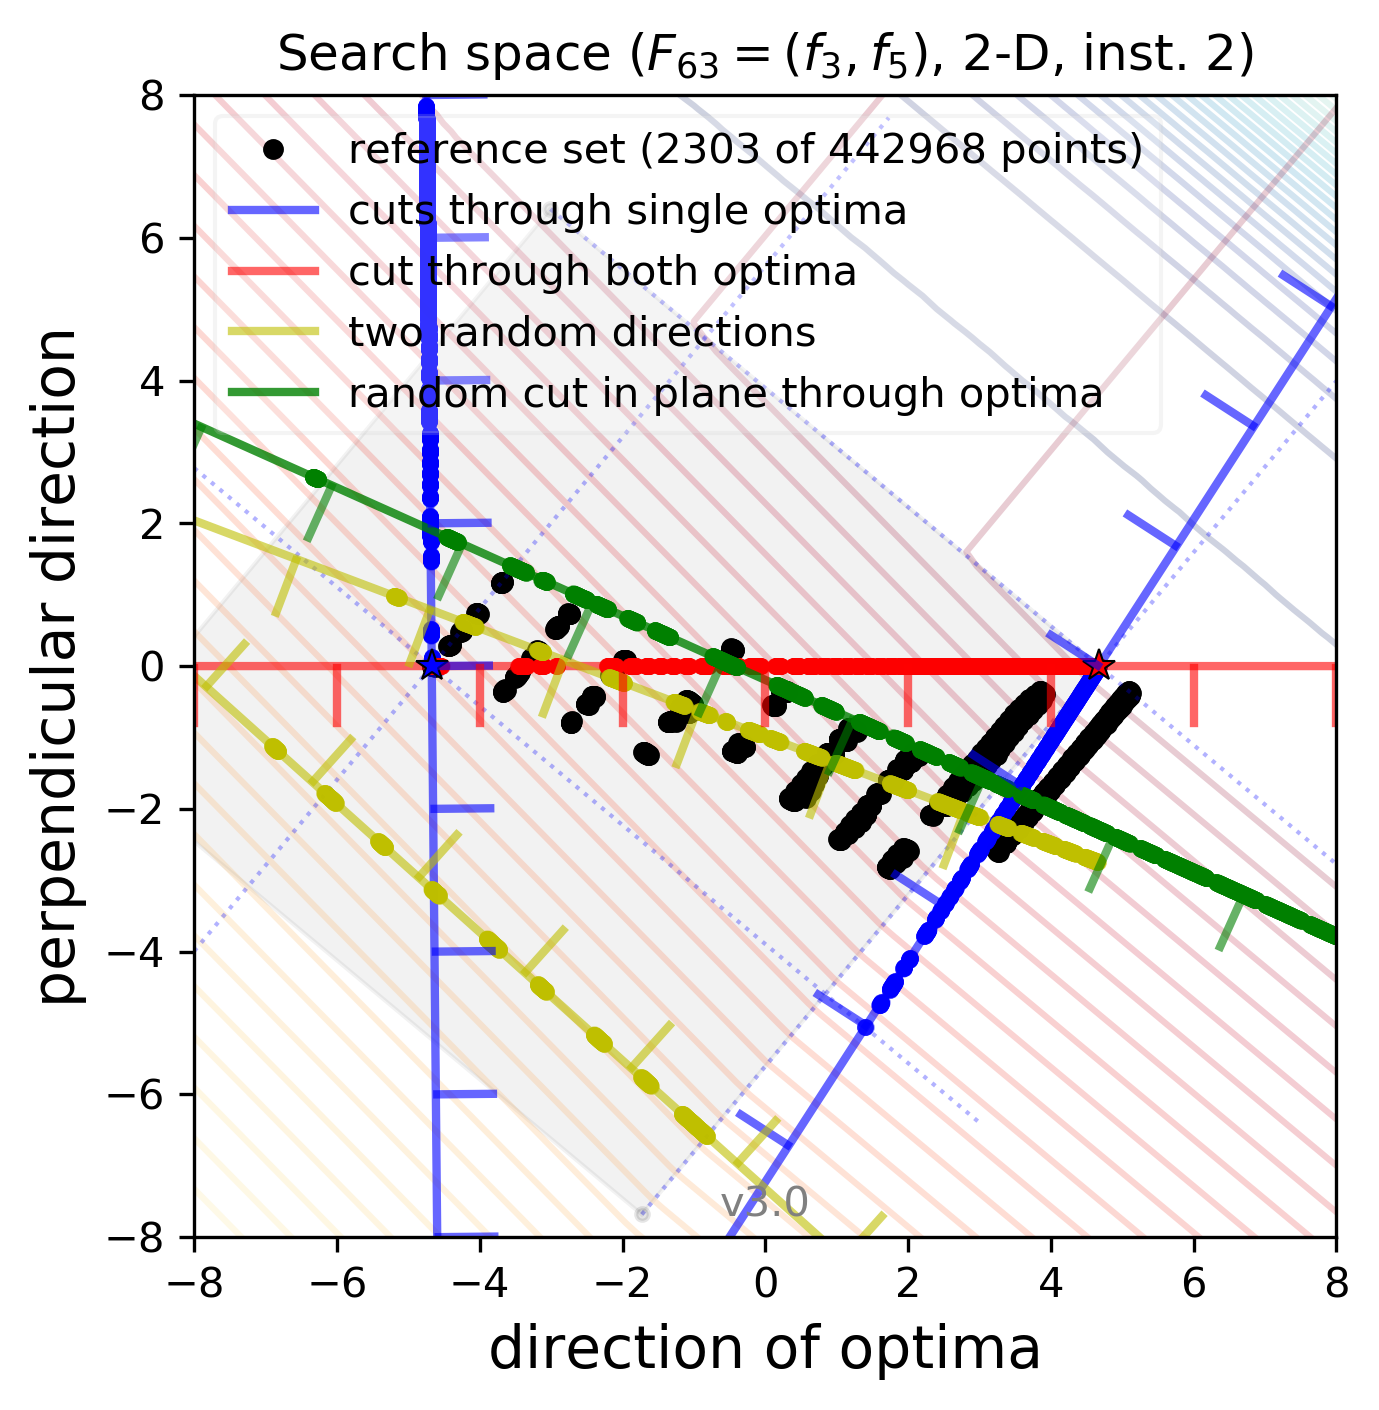 Search space (F₆₃ = (f₃, f₅), 2-D, inst. 2)
8
reference set (2303 of 442968 points)
cuts through single optima
6
cut through both optima
two random directions
4
random cut in plane through optima
2
0
−2
−4
−6
v3.0
−8
perpendicular direction
−8 −6 −4 −2 0 2 4 6 8
direction of optima